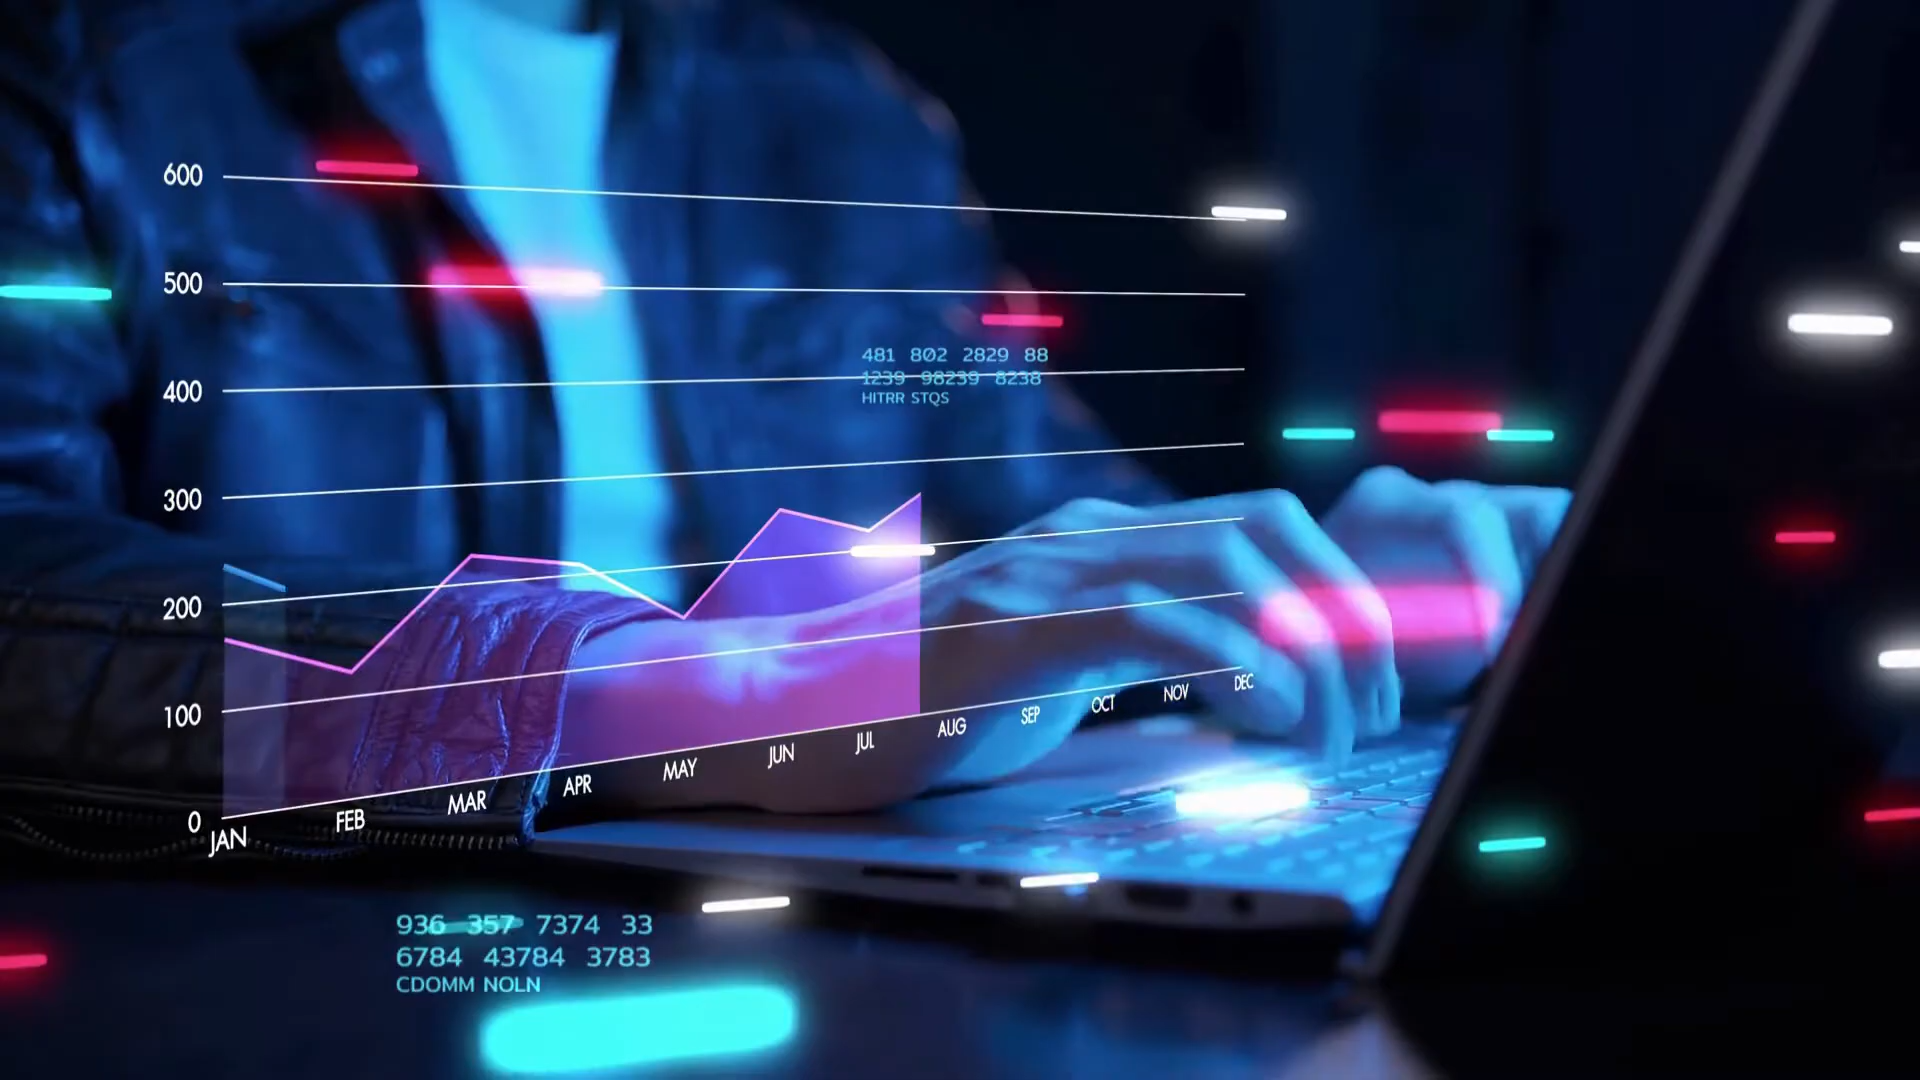 600
500
481 802 2829 88
1239 98239 8238
HITRR STQS
400
300
200
100
0
JAN FEB MAR APR MAY JUN JUL AUG SEP OCT NOV DEC
936 357 7374 33
6784 43784 3783
CDOMM NOLN